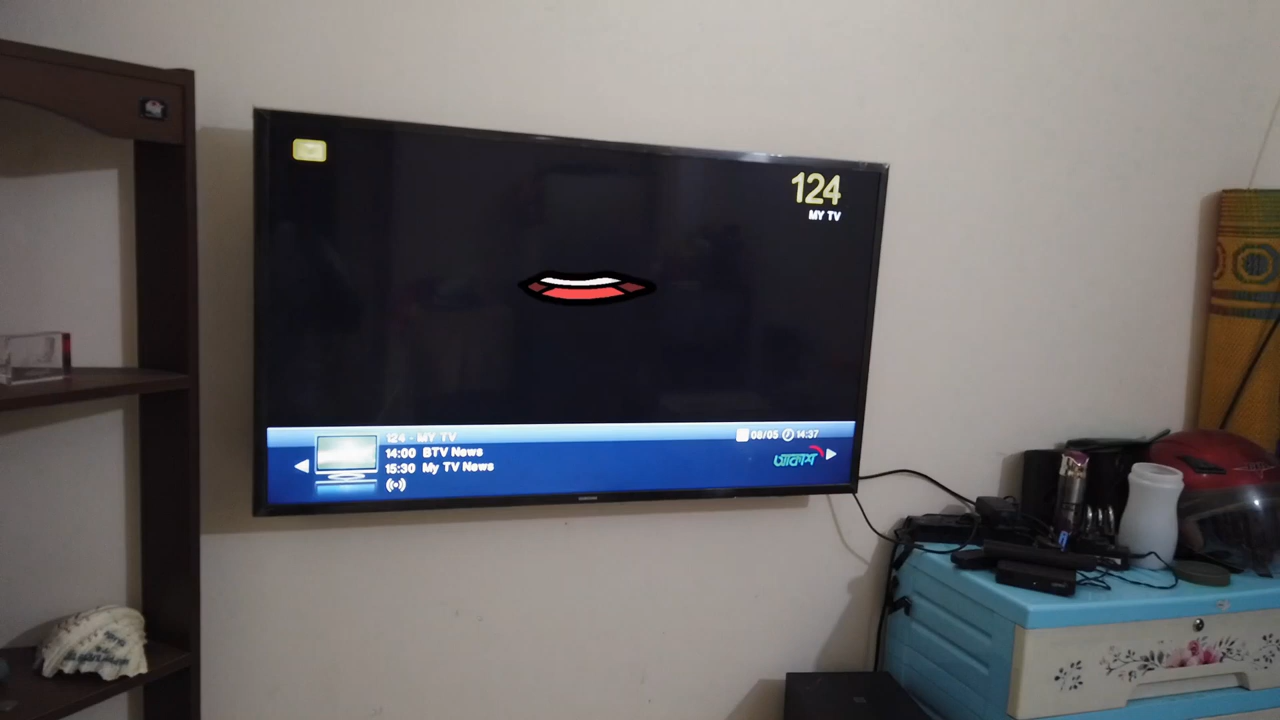 124
MY TV
124 - MY TV
08/05 14:37
14:00 BTV News
আকাশ
15:30 My TV News
SAMSUNG